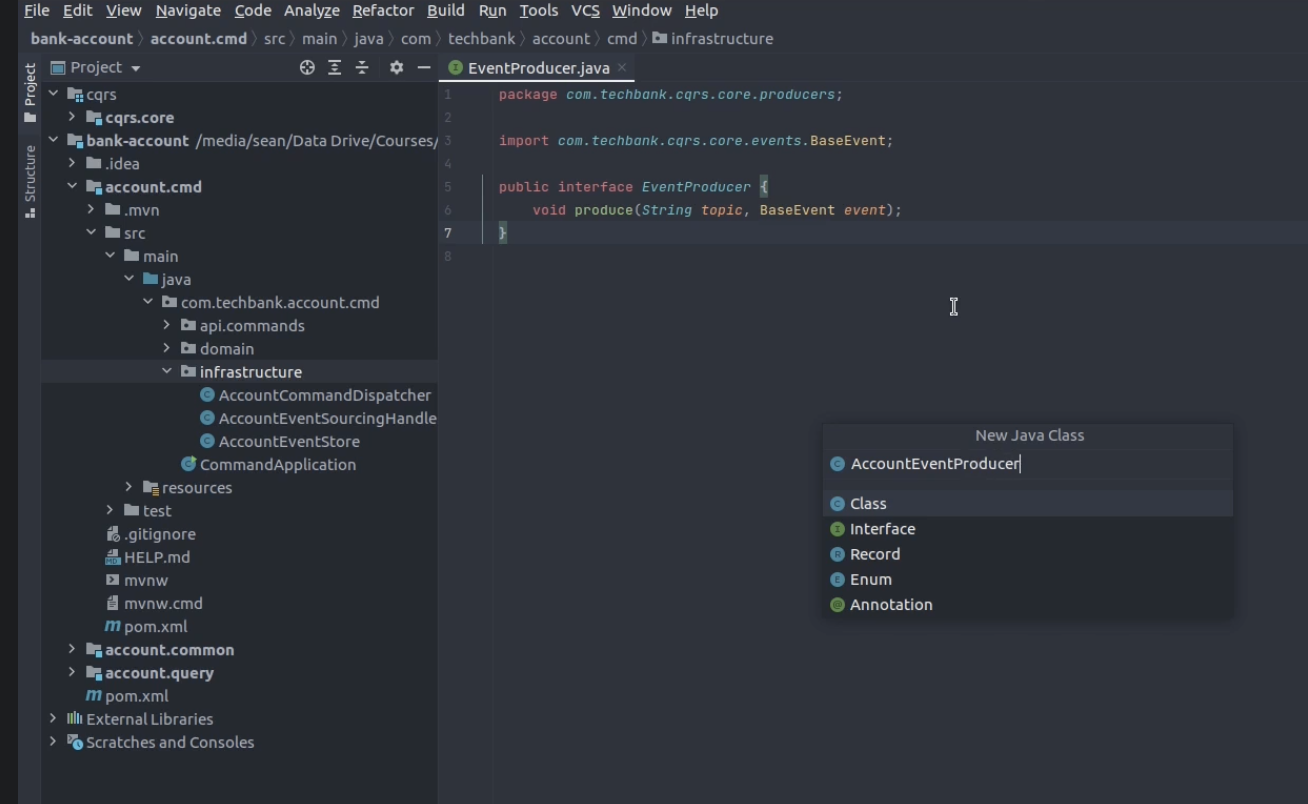 File Edit View Navigate Code Analyze Refactor Build Run Tools VCS Window Help
bank-account account.cmd src main java com techbank account cmd infrastructure
Project
Structure
Project
cqrs
cqrs.core
bank-account /media/sean/Data Drive/Courses/
.idea
account.cmd
.mvn
src
main
java
com.techbank.account.cmd
api.commands
domain
infrastructure
AccountCommandDispatcher
AccountEventSourcingHandle
AccountEventStore
CommandApplication
resources
test
.gitignore
HELP.md
mvnw
mvnw.cmd
pom.xml
account.common
account.query
pom.xml
External Libraries
Scratches and Consoles
EventProducer.java
1 package com.techbank.cqrs.core.producers;
2
3 import com.techbank.cqrs.core.events.BaseEvent;
4
5 public interface EventProducer {
6 void produce(String topic, BaseEvent event);
7 }
8
New Java Class
AccountEventProducer
Class
Interface
Record
Enum
Annotation